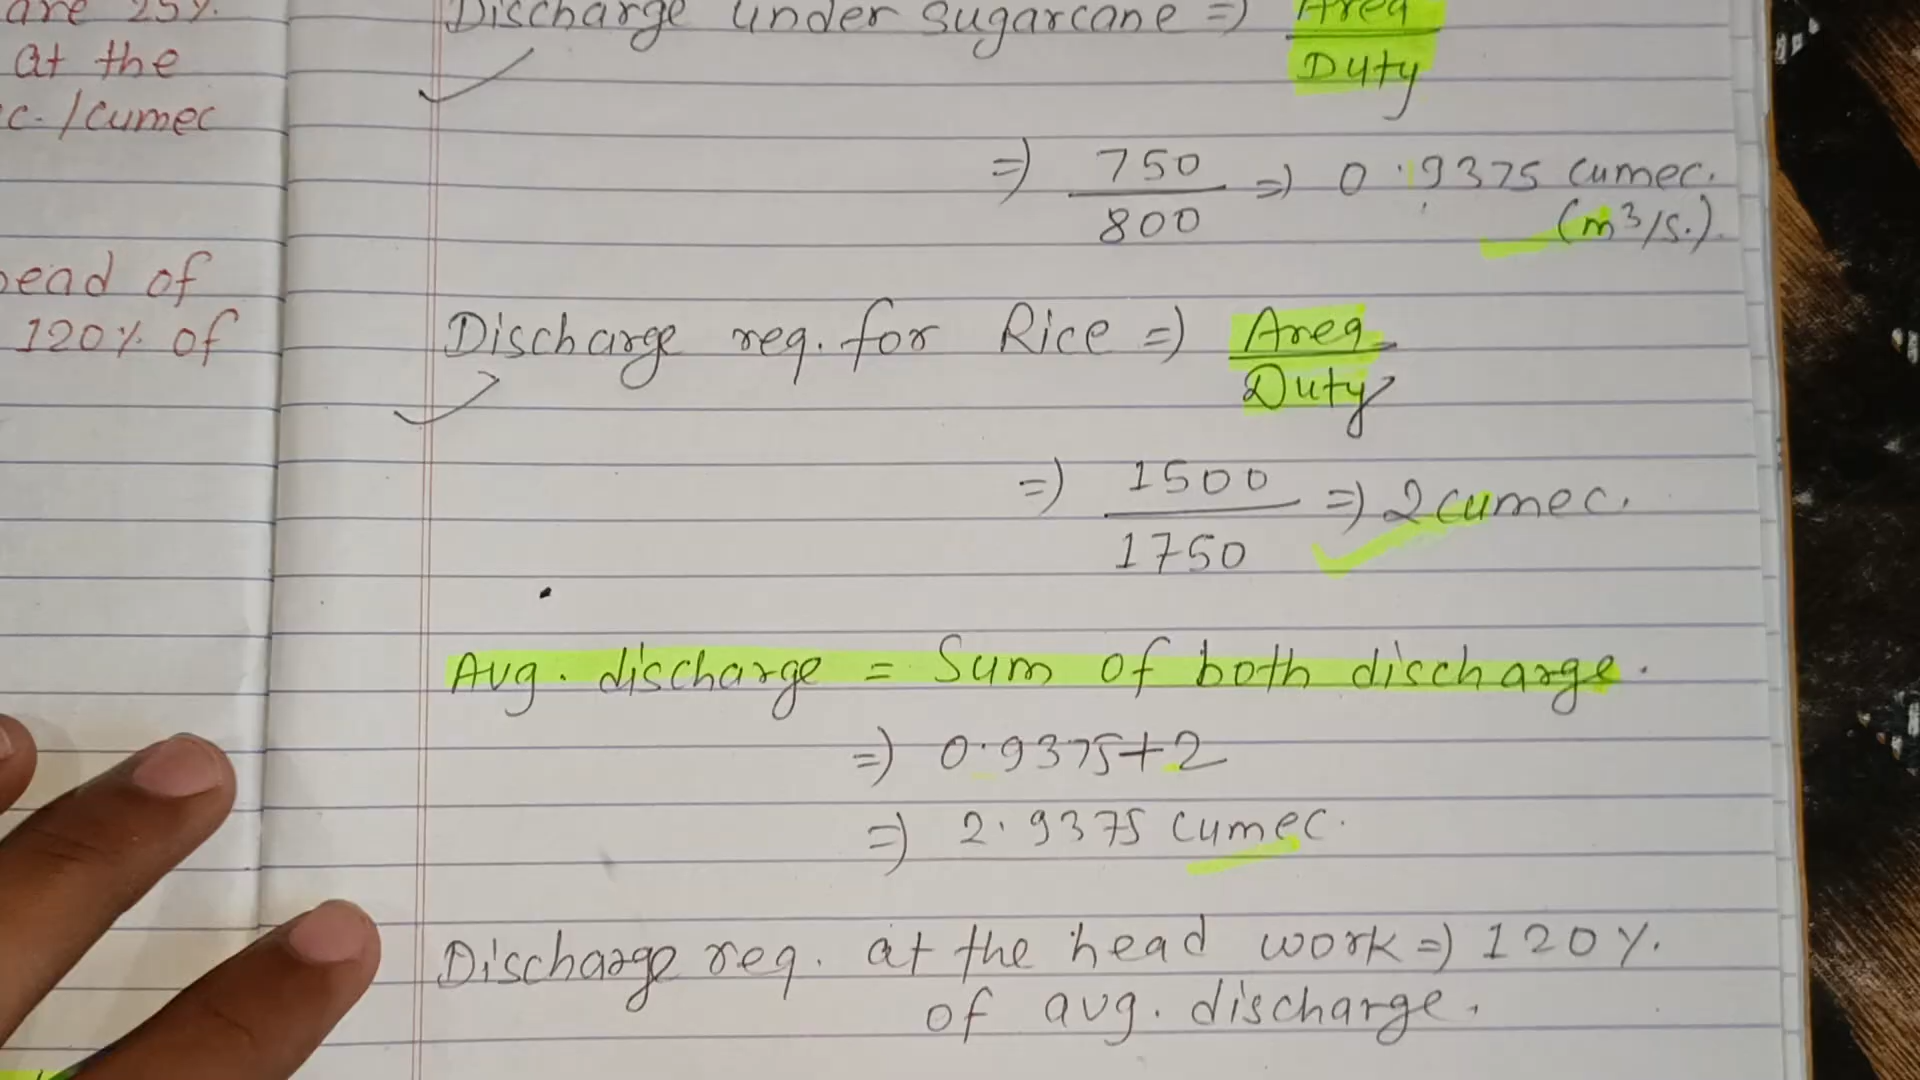 are 25%.
at the
c./cumec
ead of
120% of
Discharge under sugarcane => Area
Duty
=> 750 => 0.9375 cumec.
800
(m3/s.).
Discharge req. for Rice => Area
Duty
=> 1500 => 2 cumec.
1750
Avg. discharge = Sum of both discharge.
=> 0.9375+2
=> 2.9375 cumec.
Discharge req. at the head work => 120%.
of avg. discharge.